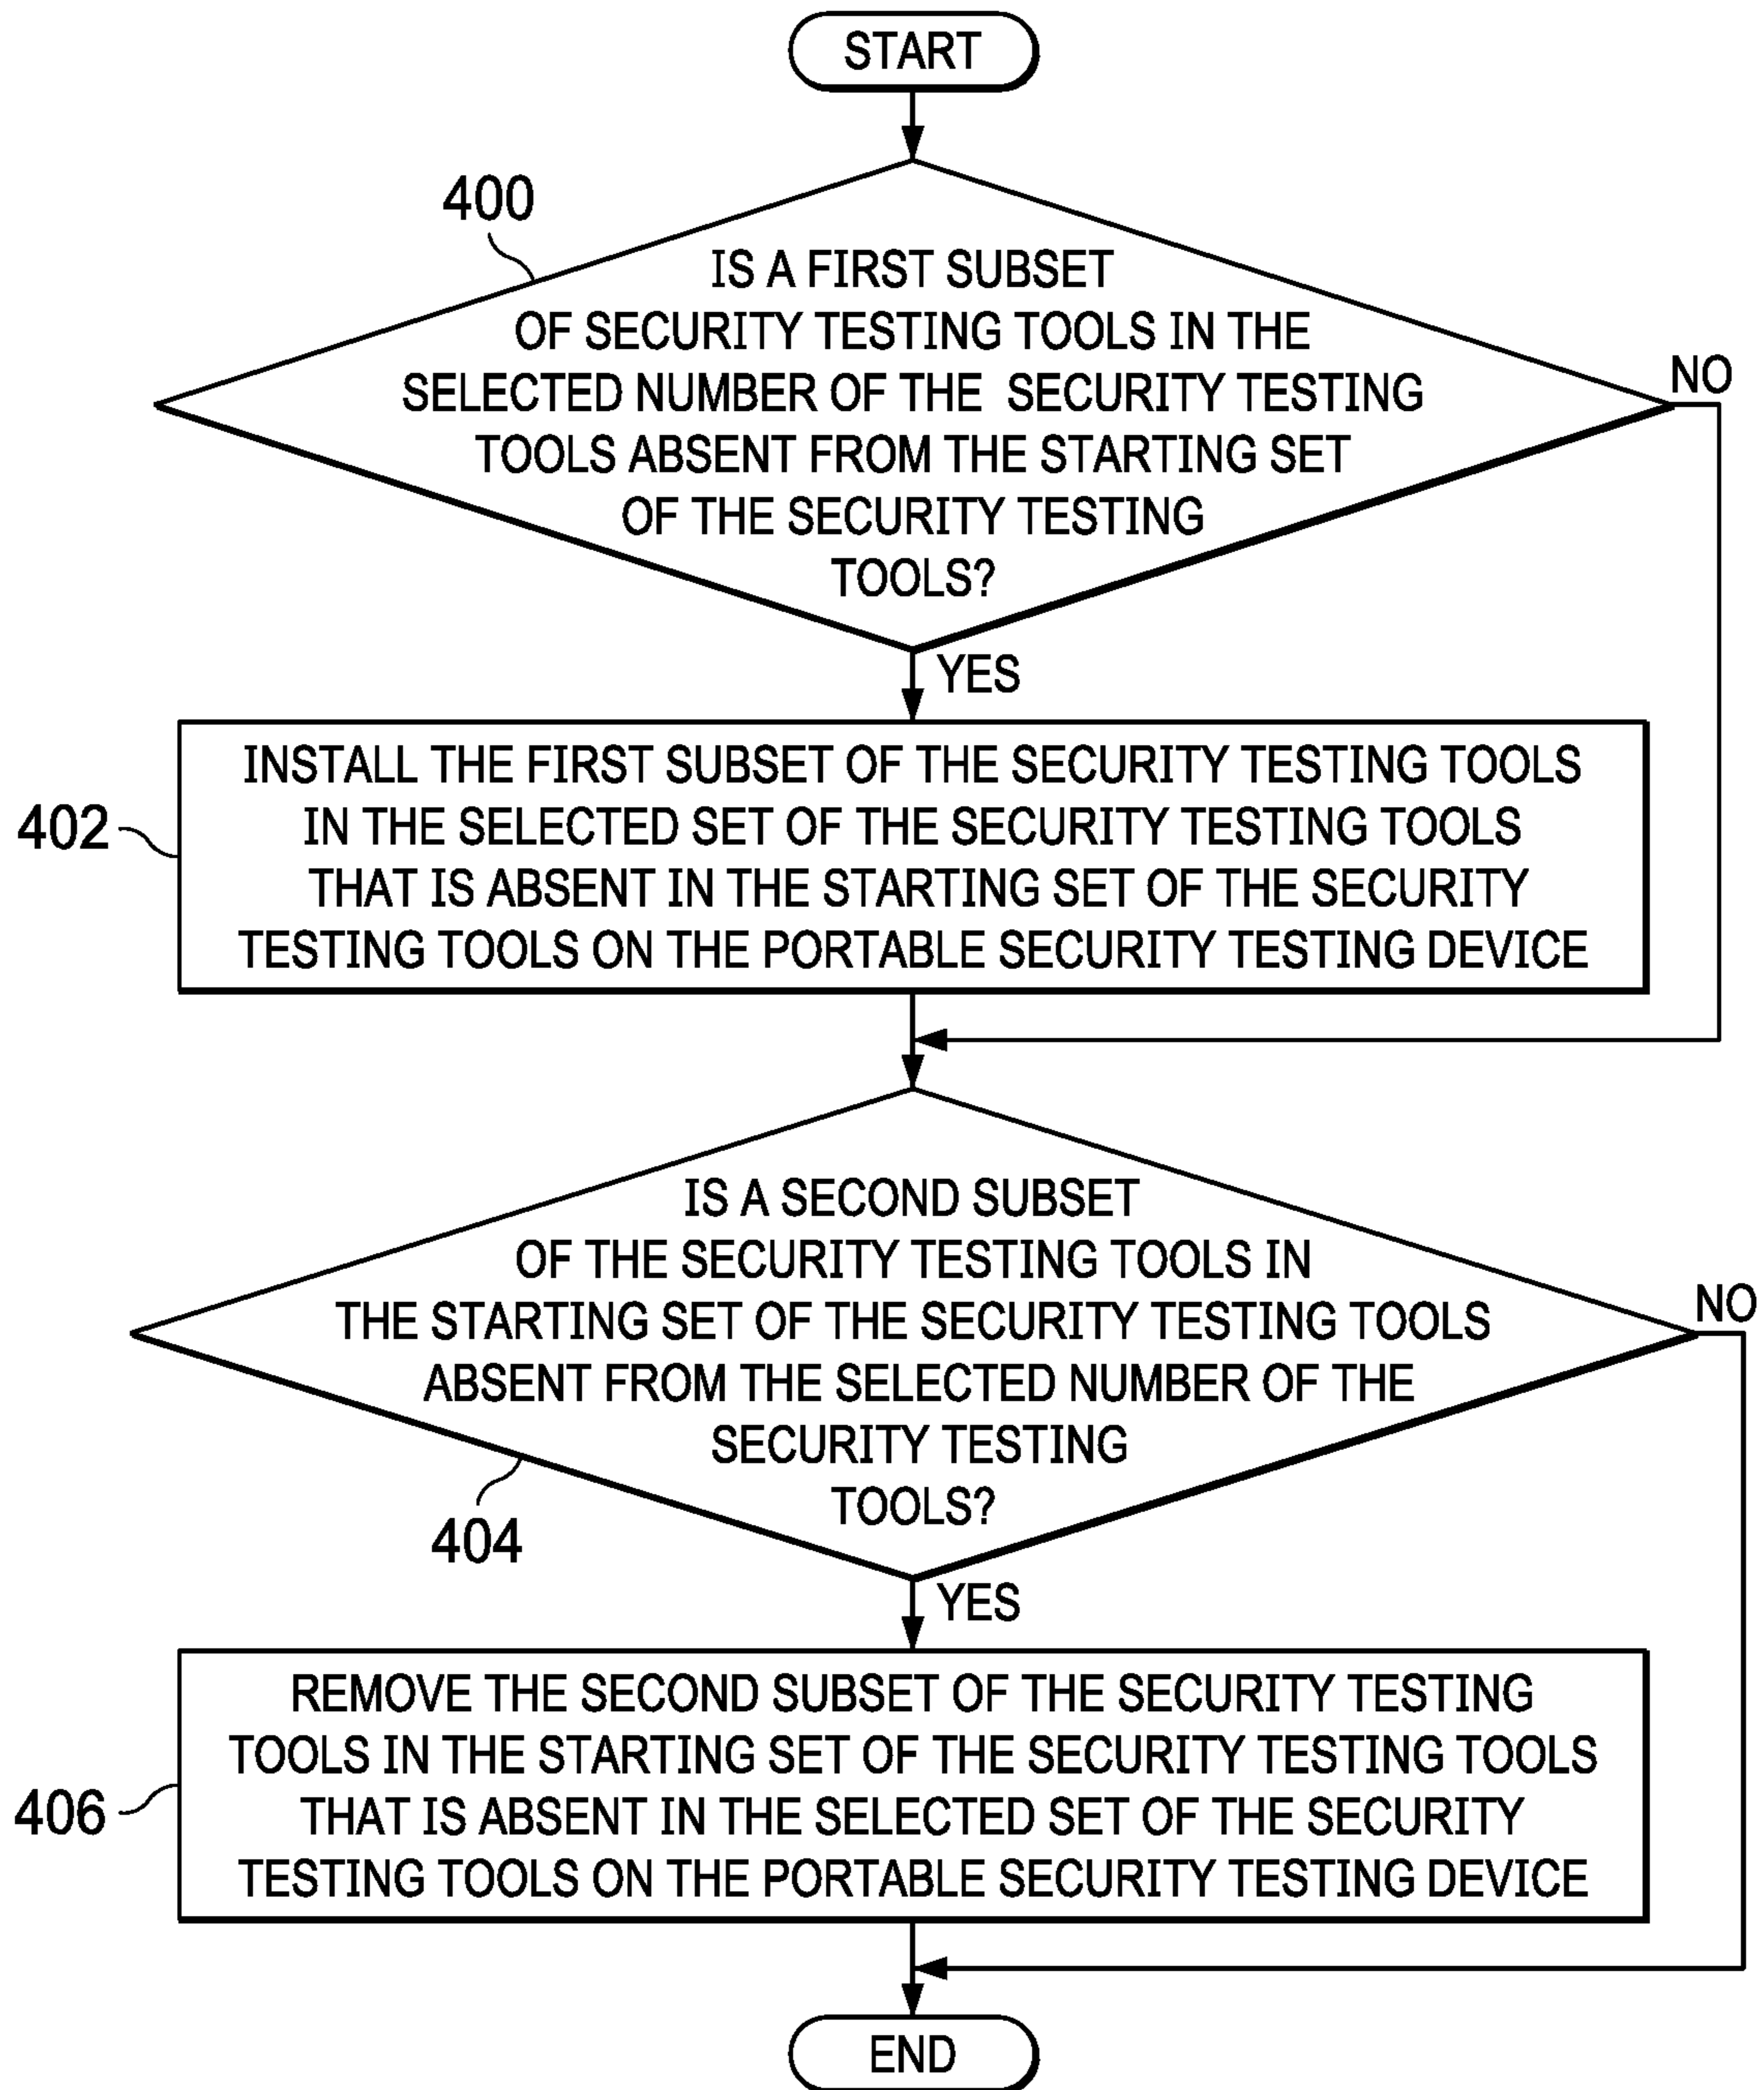 START
400
IS A FIRST SUBSET
OF SECURITY TESTING TOOLS IN THE
SELECTED NUMBER OF THE SECURITY TESTING
TOOLS ABSENT FROM THE STARTING SET
OF THE SECURITY TESTING
TOOLS?
NO
YES
402
INSTALL THE FIRST SUBSET OF THE SECURITY TESTING TOOLS
IN THE SELECTED SET OF THE SECURITY TESTING TOOLS
THAT IS ABSENT IN THE STARTING SET OF THE SECURITY
TESTING TOOLS ON THE PORTABLE SECURITY TESTING DEVICE
IS A SECOND SUBSET
OF THE SECURITY TESTING TOOLS IN
THE STARTING SET OF THE SECURITY TESTING TOOLS
ABSENT FROM THE SELECTED NUMBER OF THE
SECURITY TESTING
TOOLS?
NO
404
YES
406
REMOVE THE SECOND SUBSET OF THE SECURITY TESTING
TOOLS IN THE STARTING SET OF THE SECURITY TESTING TOOLS
THAT IS ABSENT IN THE SELECTED SET OF THE SECURITY
TESTING TOOLS ON THE PORTABLE SECURITY TESTING DEVICE
END